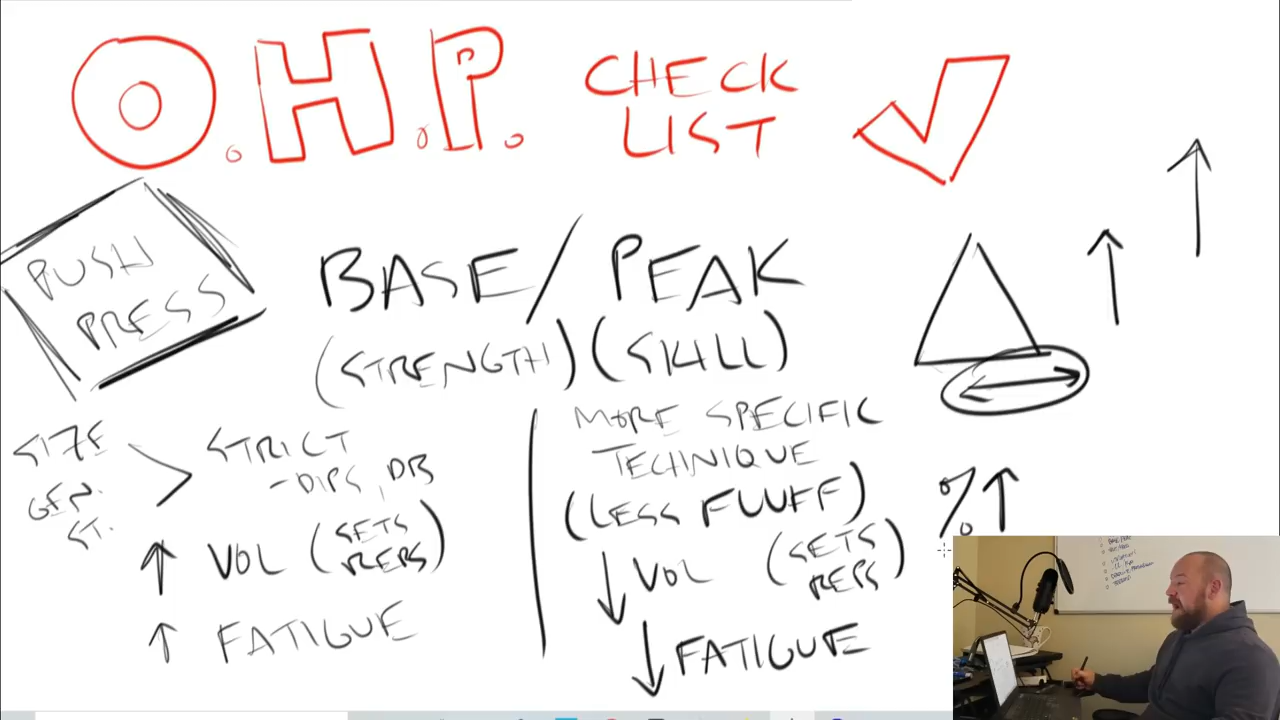 O.H.P. CHECK
LIST
PUSH
PRESS
BASE / PEAK
(STRENGTH) (SKILL)
SIZE
GEN.
ST.
STRICT
- DIPS, DB
↑ VOL (SETS
REPS)
↑ FATIGUE
MORE SPECIFIC
TECHNIQUE
(LESS FLUFF)
↓ VOL (SETS
REPS)
↓ FATIGUE
% ↑